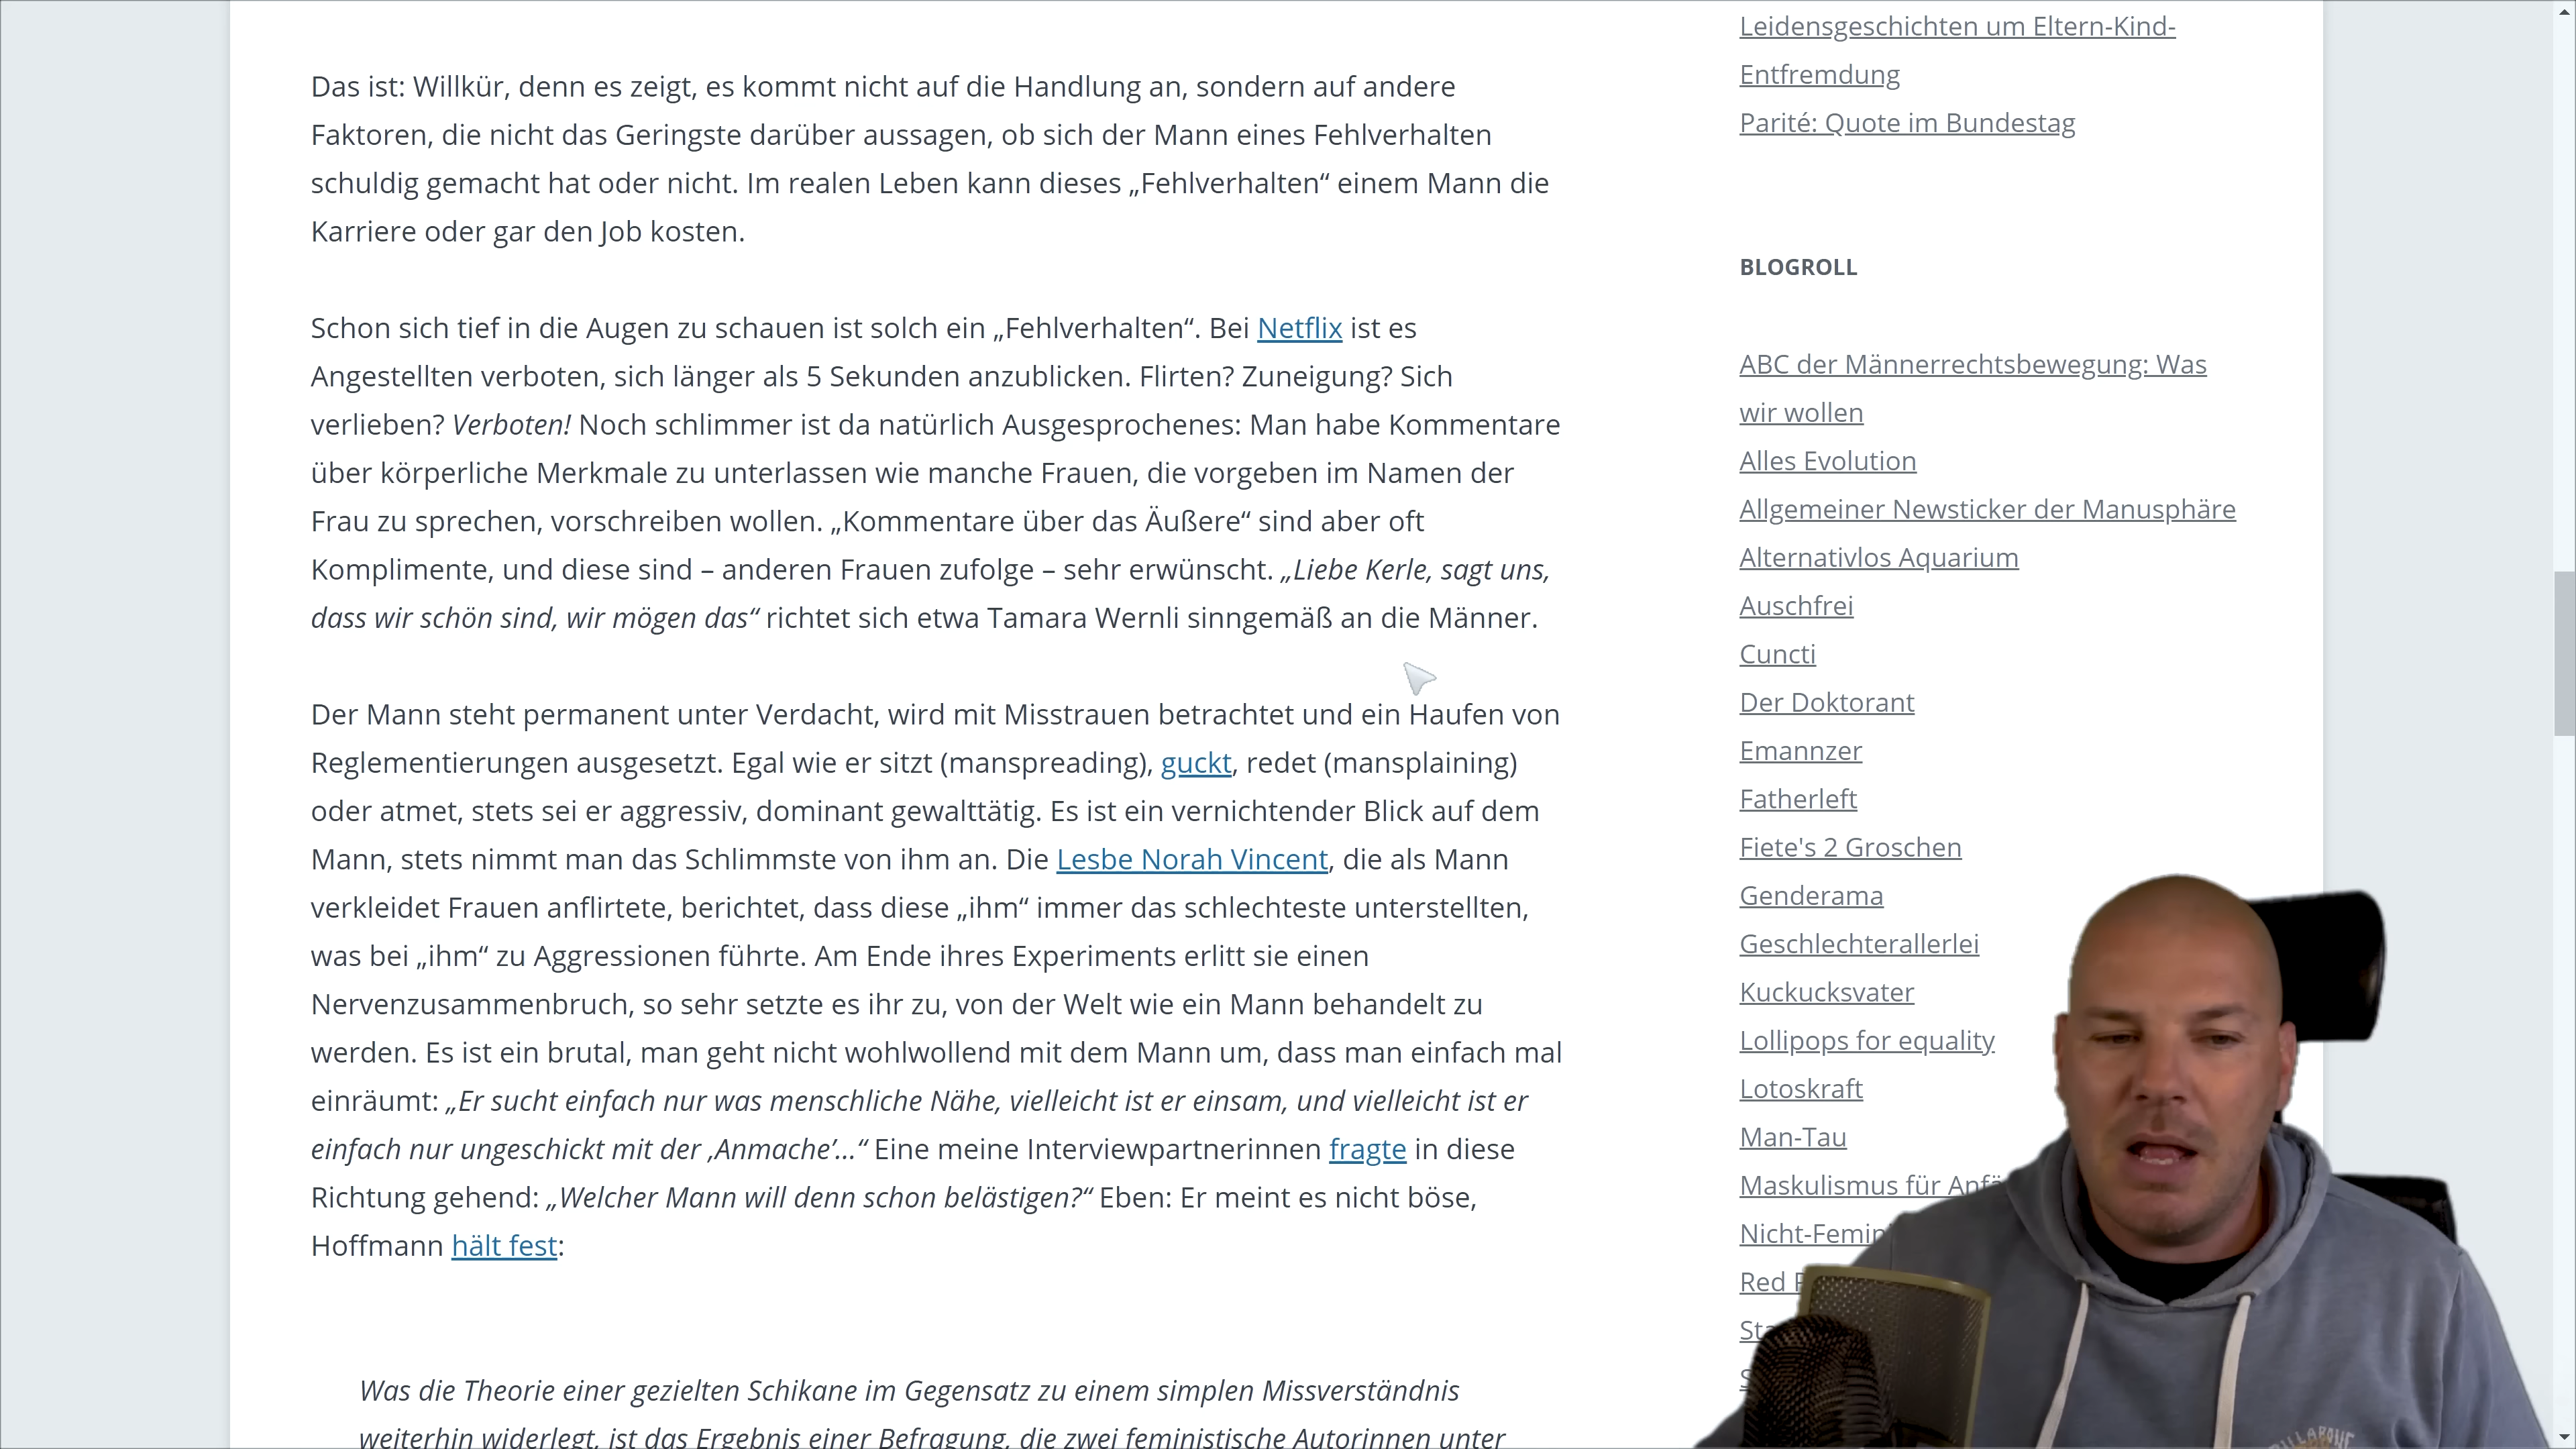 Das ist: Willkür, denn es zeigt, es kommt nicht auf die Handlung an, sondern auf andere
Faktoren, die nicht das Geringste darüber aussagen, ob sich der Mann eines Fehlverhalten
schuldig gemacht hat oder nicht. Im realen Leben kann dieses „Fehlverhalten“ einem Mann die
Karriere oder gar den Job kosten.
Schon sich tief in die Augen zu schauen ist solch ein „Fehlverhalten“. Bei Netflix ist es
Angestellten verboten, sich länger als 5 Sekunden anzublicken. Flirten? Zuneigung? Sich
verlieben? Verboten! Noch schlimmer ist da natürlich Ausgesprochenes: Man habe Kommentare
über körperliche Merkmale zu unterlassen wie manche Frauen, die vorgeben im Namen der
Frau zu sprechen, vorschreiben wollen. „Kommentare über das Äußere“ sind aber oft
Komplimente, und diese sind – anderen Frauen zufolge – sehr erwünscht. „Liebe Kerle, sagt uns,
dass wir schön sind, wir mögen das“ richtet sich etwa Tamara Wernli sinngemäß an die Männer.
Der Mann steht permanent unter Verdacht, wird mit Misstrauen betrachtet und ein Haufen von
Reglementierungen ausgesetzt. Egal wie er sitzt (manspreading), guckt, redet (mansplaining)
oder atmet, stets sei er aggressiv, dominant gewalttätig. Es ist ein vernichtender Blick auf dem
Mann, stets nimmt man das Schlimmste von ihm an. Die Lesbe Norah Vincent, die als Mann
verkleidet Frauen anflirtete, berichtet, dass diese „ihm“ immer das schlechteste unterstellten,
was bei „ihm“ zu Aggressionen führte. Am Ende ihres Experiments erlitt sie einen
Nervenzusammenbruch, so sehr setzte es ihr zu, von der Welt wie ein Mann behandelt zu
werden. Es ist ein brutal, man geht nicht wohlwollend mit dem Mann um, dass man einfach mal
einräumt: „Er sucht einfach nur was menschliche Nähe, vielleicht ist er einsam, und vielleicht ist er
einfach nur ungeschickt mit der ‚Anmache‘…“ Eine meine Interviewpartnerinnen fragte in diese
Richtung gehend: „Welcher Mann will denn schon belästigen?“ Eben: Er meint es nicht böse,
Hoffmann hält fest:
Was die Theorie einer gezielten Schikane im Gegensatz zu einem simplen Missverständnis
weiterhin widerlegt, ist das Ergebnis einer Befragung, die zwei feministische Autorinnen unter
Leidensgeschichten um Eltern-Kind-
Entfremdung
Parité: Quote im Bundestag
BLOGROLL
ABC der Männerrechtsbewegung: Was
wir wollen
Alles Evolution
Allgemeiner Newsticker der Manusphäre
Alternativlos Aquarium
Auschfrei
Cuncti
Der Doktorant
Emannzer
Fatherleft
Fiete's 2 Groschen
Genderama
Geschlechterallerlei
Kuckucksvater
Lollipops for equality
Lotoskraft
Man-Tau
Maskulismus für
Red